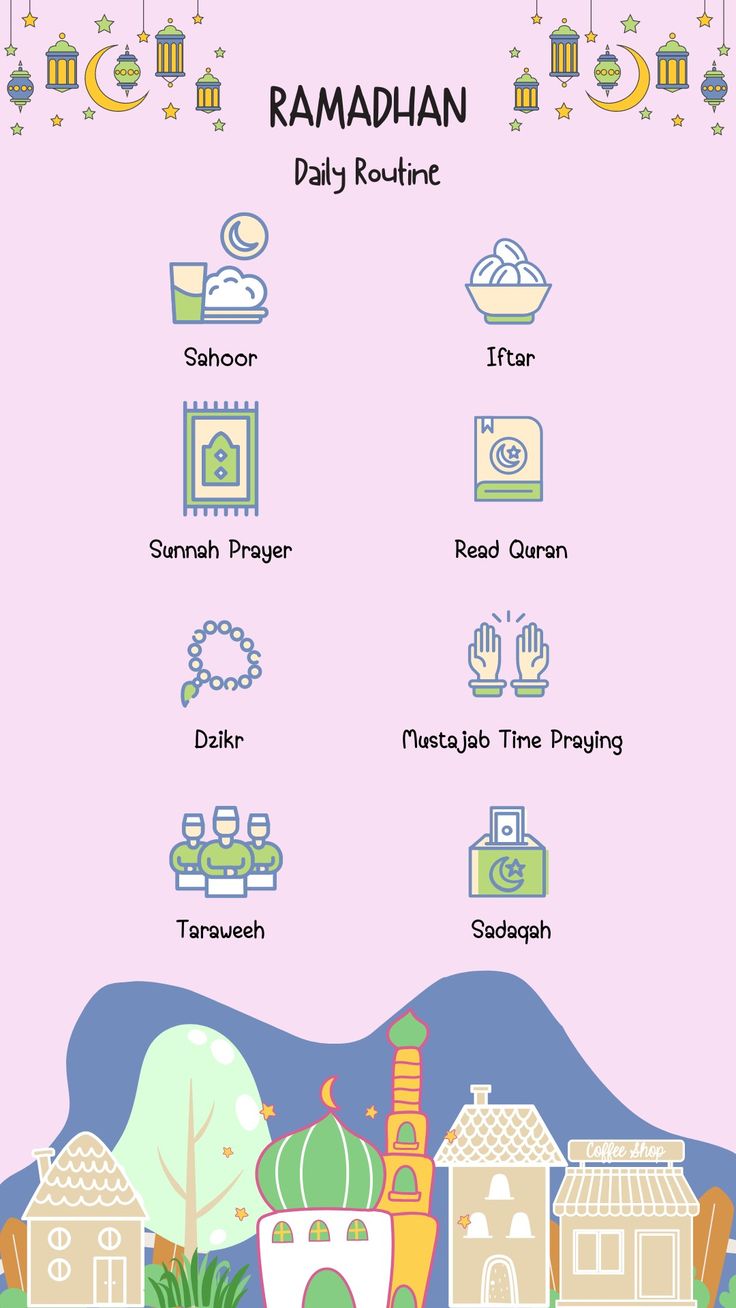 RAMADHAN
Daily Routine
Sahoor
Iftar
Sunnah Prayer
Read Quran
Dzikr
Mustajab Time Praying
Taraweeh
Sadaqah
Coffee Shop